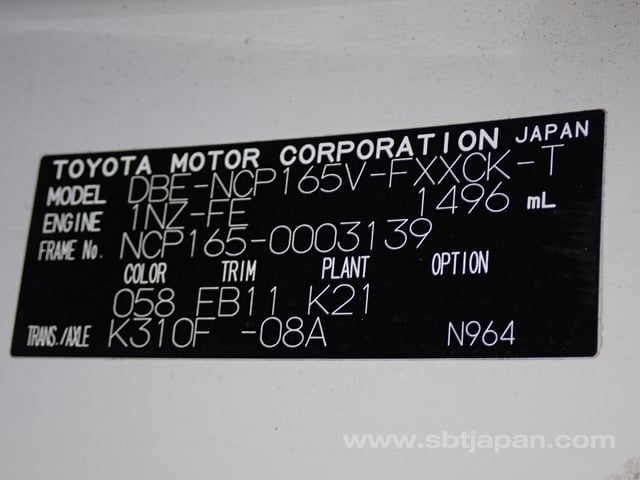 TOYOTA MOTOR CORPORATION JAPAN
MODEL DBE-NCP165V-FXXCK-T
ENGINE 1NZ-FE 1496 mL
FRAME No. NCP165-0003139
COLOR TRIM PLANT OPTION
058 FB11 K21
TRANS./AXLE K310F -08A N964
www.sbtjapan.com